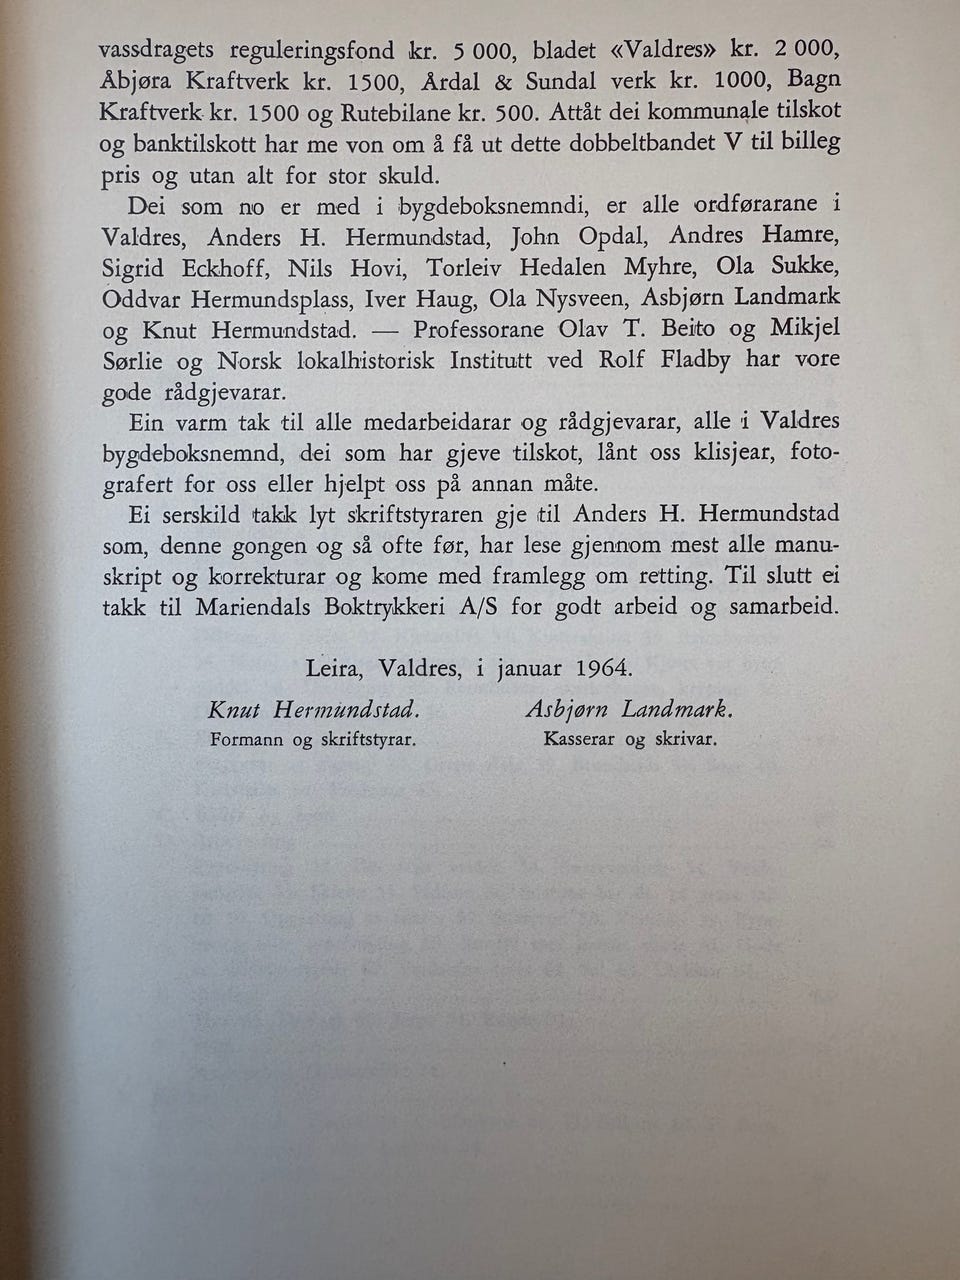 vassdragets reguleringsfond kr. 5 000, bladet «Valdres» kr. 2 000,
Åbjøra Kraftverk kr. 1500, Årdal & Sundal verk kr. 1000, Bagn
Kraftverk kr. 1500 og Rutebilane kr. 500. Attåt dei kommunale tilskot
og banktilskott har me von om å få ut dette dobbeltbandet V til billeg
pris og utan alt for stor skuld.
Dei som no er med i bygdeboksnemndi, er alle ordførarane i
Valdres, Anders H. Hermundstad, John Opdal, Andres Hamre,
Sigrid Eckhoff, Nils Hovi, Torleiv Hedalen Myhre, Ola Sukke,
Oddvar Hermundsplass, Iver Haug, Ola Nysveen, Asbjørn Landmark
og Knut Hermundstad. — Professorane Olav T. Beito og Mikjel
Sørlie og Norsk lokalhistorisk Institutt ved Rolf Fladby har vore
gode rådgjevarar.
Ein varm tak til alle medarbeidarar og rådgjevarar, alle i Valdres
bygdeboksnemnd, dei som har gjeve tilskot, lånt oss klisjear, foto-
grafert for oss eller hjelpt oss på annan måte.
Ei serskild takk lyt skriftstyraren gje til Anders H. Hermundstad
som, denne gongen og så ofte før, har lese gjennom mest alle manu-
skript og korrekturar og kome med framlegg om retting. Til slutt ei
takk til Mariendals Boktrykkeri A/S for godt arbeid og samarbeid.
Leira, Valdres, i januar 1964.
Knut Hermundstad. Asbjørn Landmark.
Formann og skriftstyrar. Kasserar og skrivar.